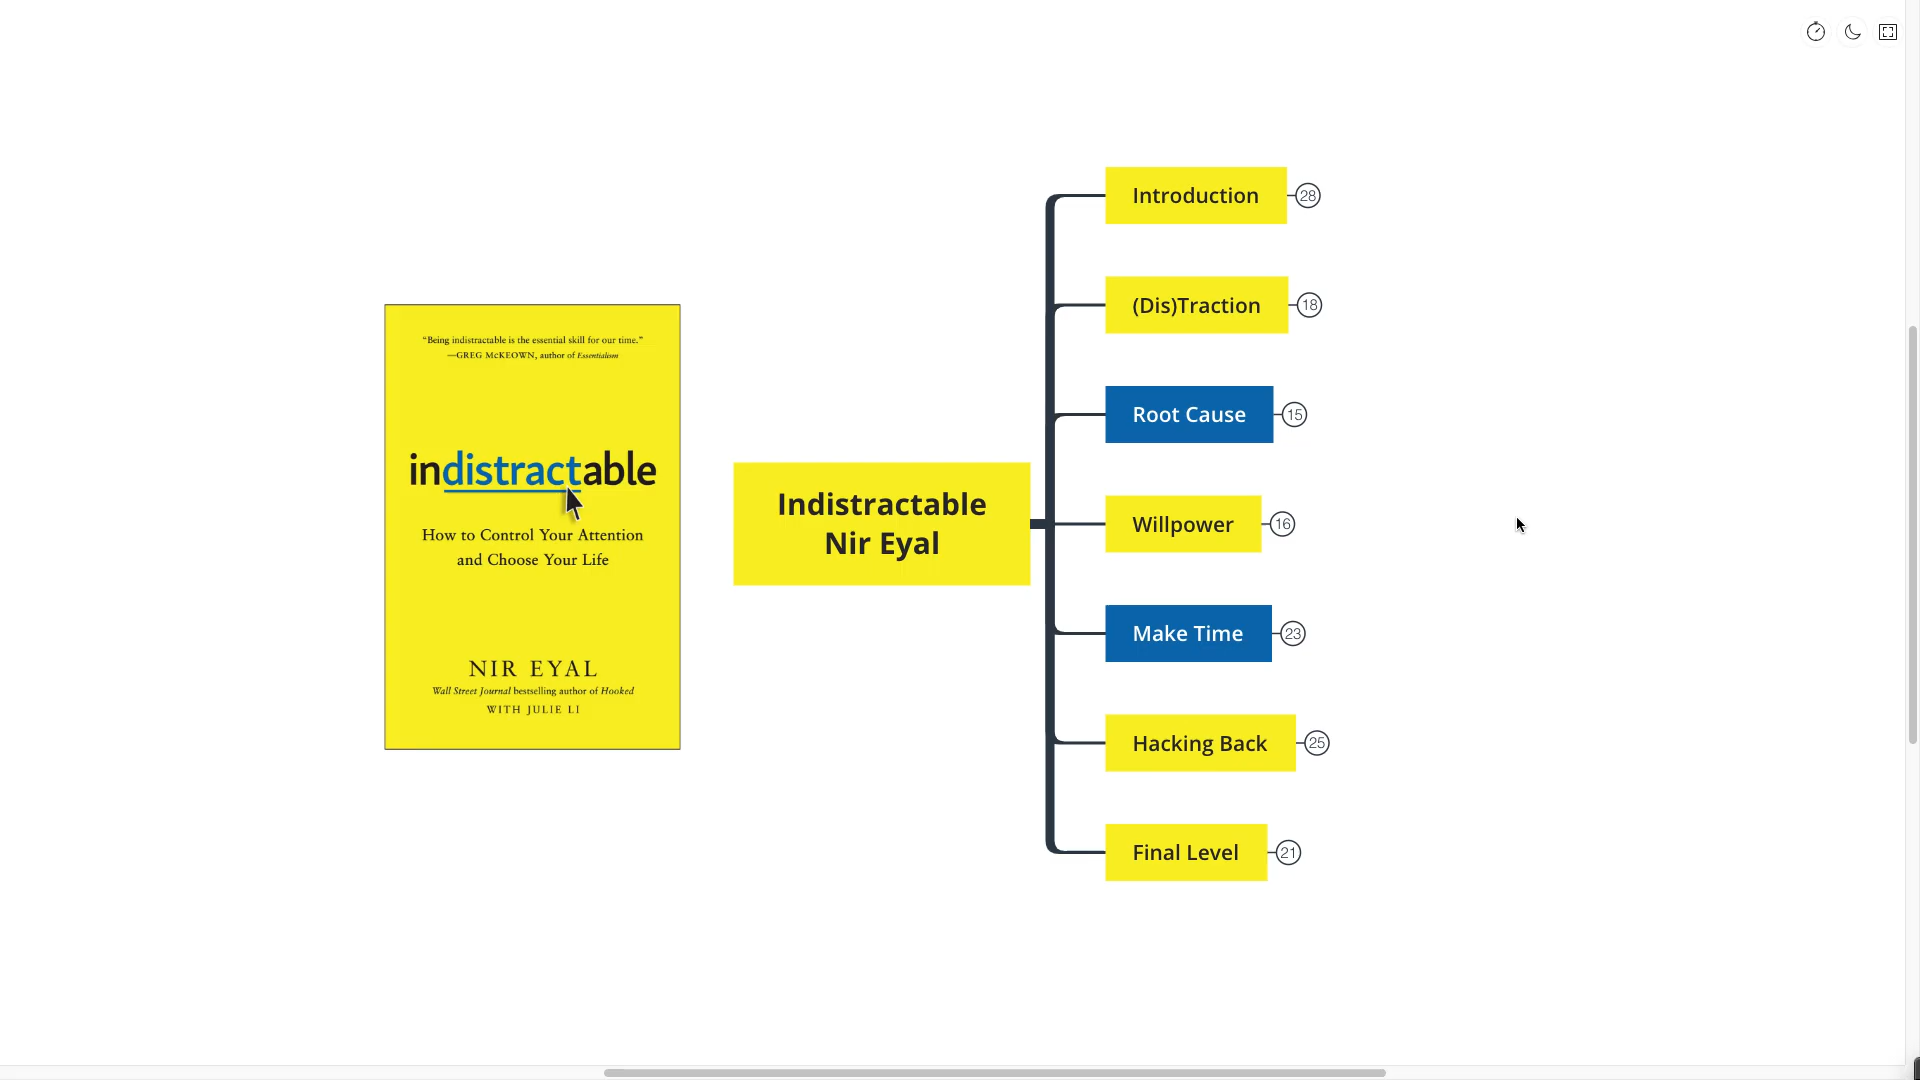 “Being indistractable is the essential skill for our time.”
—GREG McKEOWN, author of Essentialism
indistractable
How to Control Your Attention
and Choose Your Life
NIR EYAL
Wall Street Journal bestselling author of Hooked
WITH JULIE LI
Indistractable
Nir Eyal
Introduction 28
(Dis)Traction 18
Root Cause 15
Willpower 16
Make Time 23
Hacking Back 25
Final Level 21